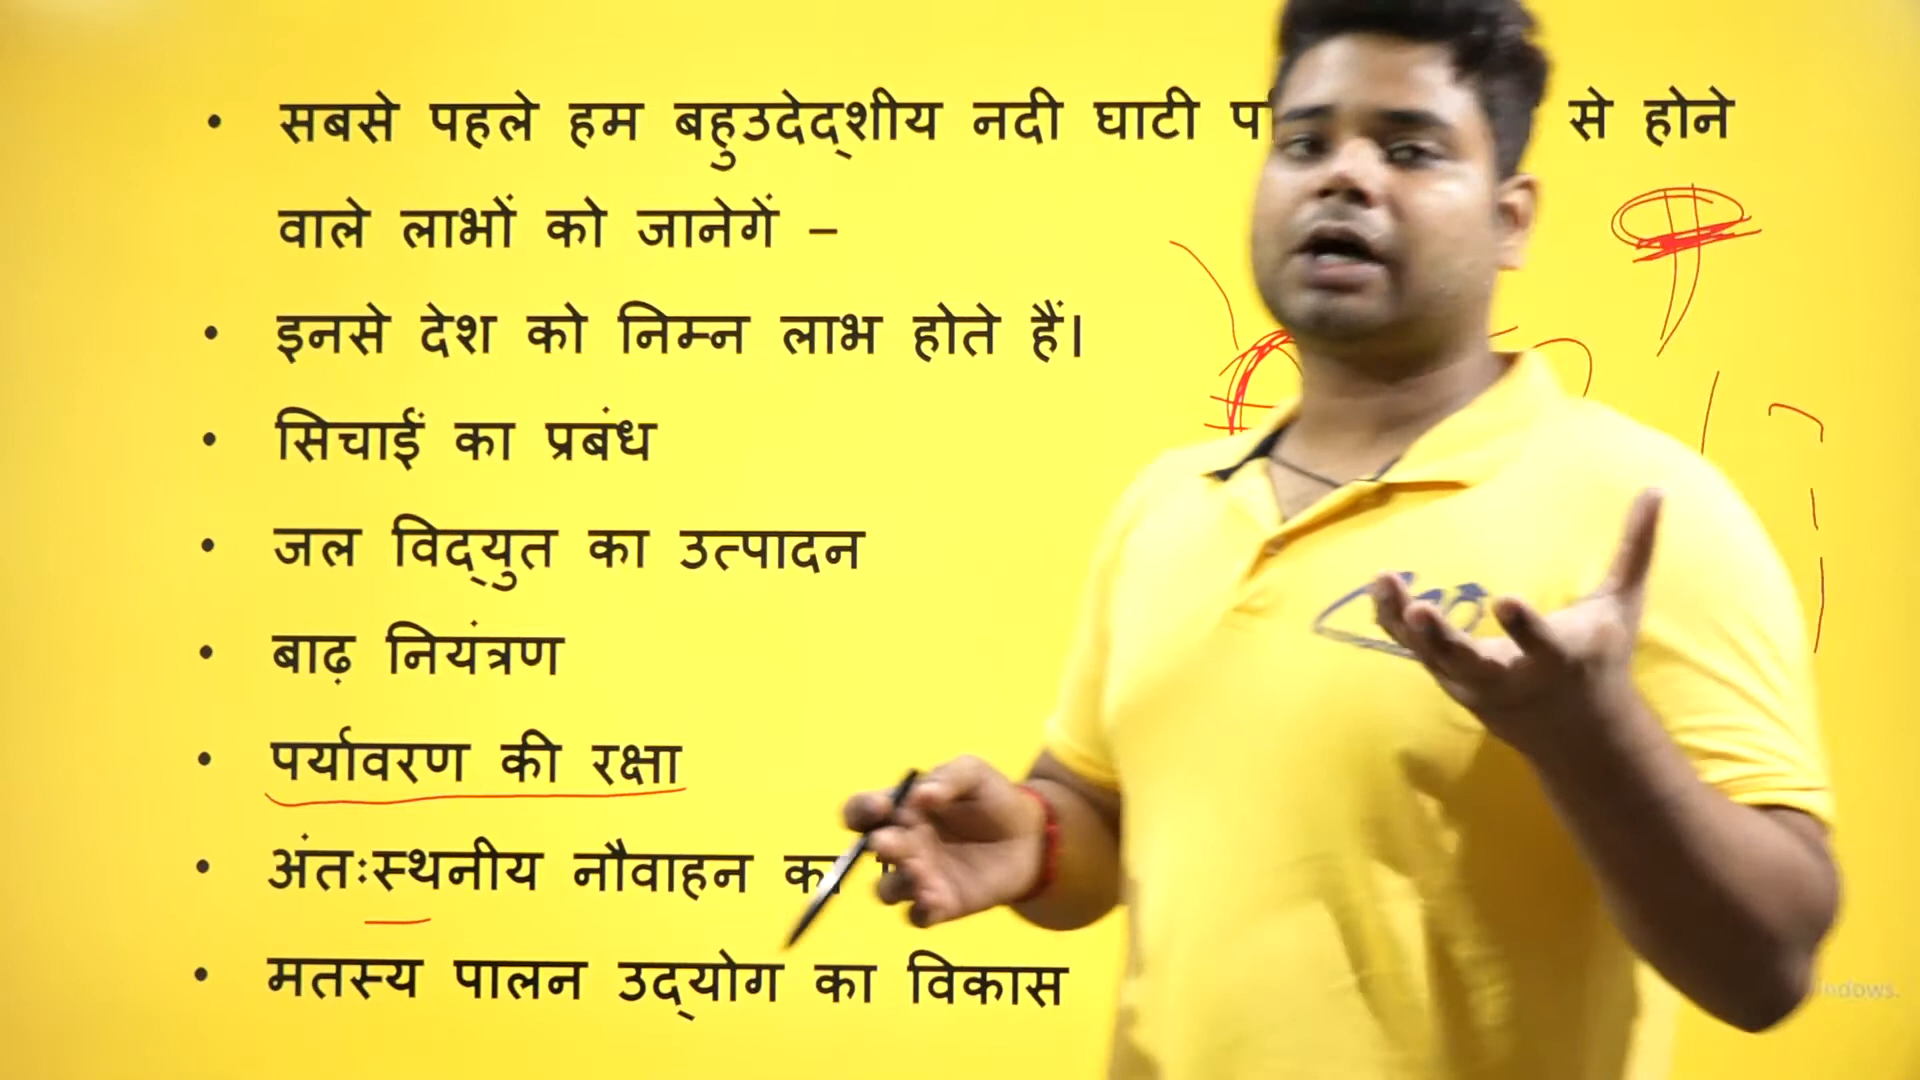 • सबसे पहले हम बहुउदेद्शीय नदी घाटी से होने
वाले लाभों को जानेगें –
• इनसे देश को निम्न लाभ होते हैं।
• सिचाईं का प्रबंध
• जल विद्युत का उत्पादन
• बाढ़ नियंत्रण
• पर्यावरण की रक्षा
• अंतःस्थनीय नौवाहन का
• मतस्य पालन उद्योग का विकास